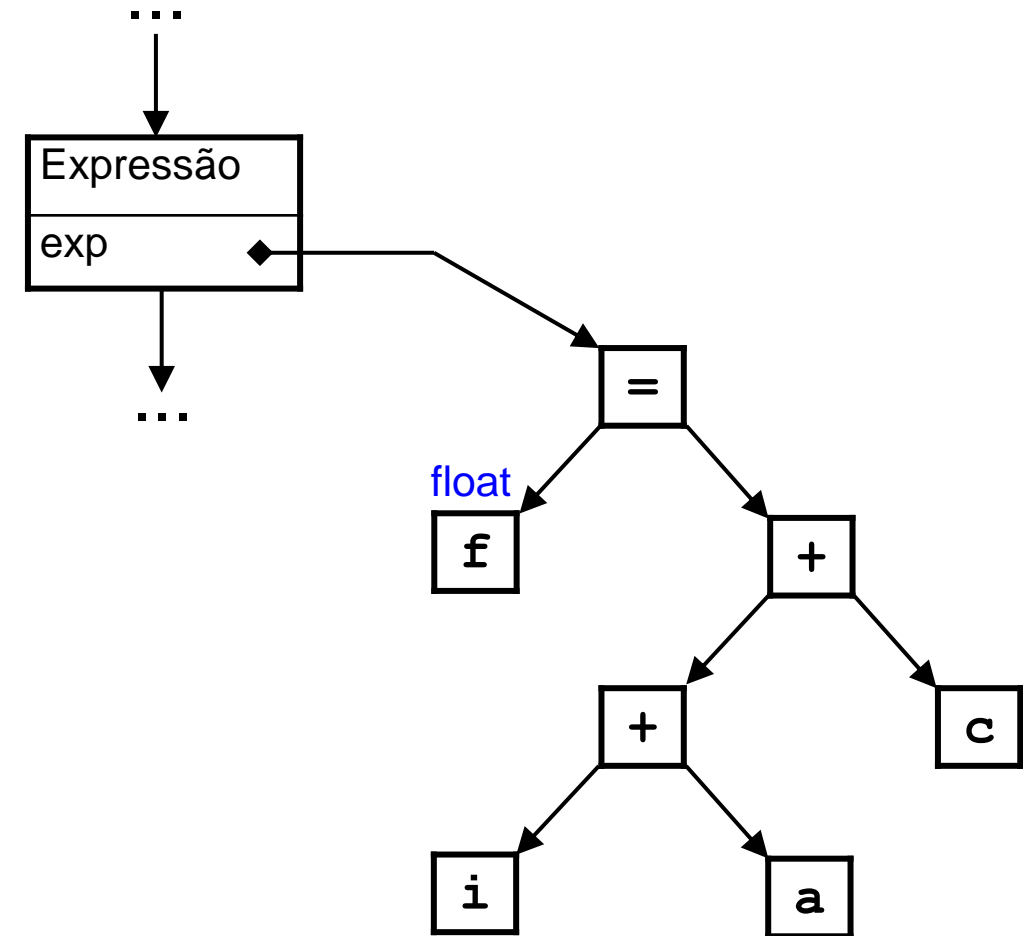 ...
Expressão
exp
...
=
float
f
+
+
c
i
a